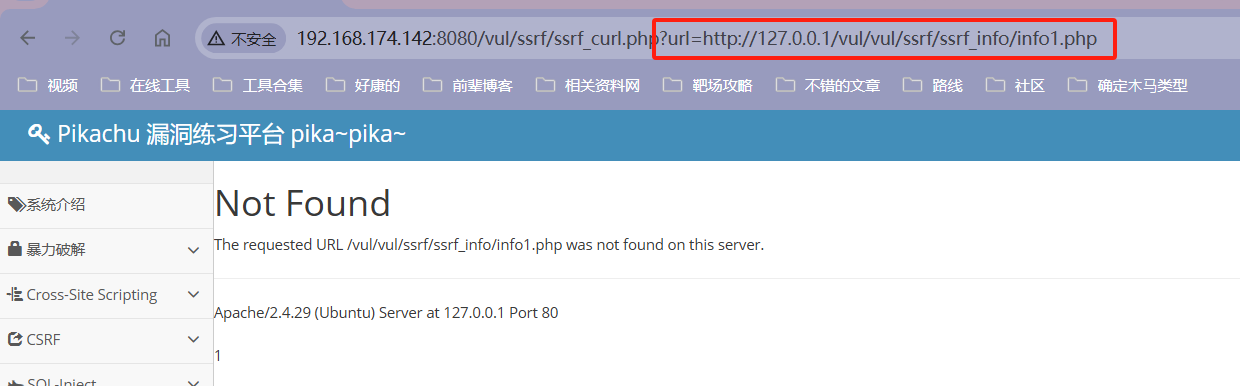 不安全 192.168.174.142:8080/vul/ssrf/ssrf_curl.php?url=http://127.0.0.1/vul/vul/ssrf/ssrf_info/info1.php
视频 在线工具 工具合集 好康的 前辈博客 相关资料网 靶场攻略 不错的文章 路线 社区 确定木马类型
Pikachu 漏洞练习平台 pika~pika~
系统介绍
暴力破解
Cross-Site Scripting
CSRF
SQL-Inject
Not Found
The requested URL /vul/vul/ssrf/ssrf_info/info1.php was not found on this server.
Apache/2.4.29 (Ubuntu) Server at 127.0.0.1 Port 80
1